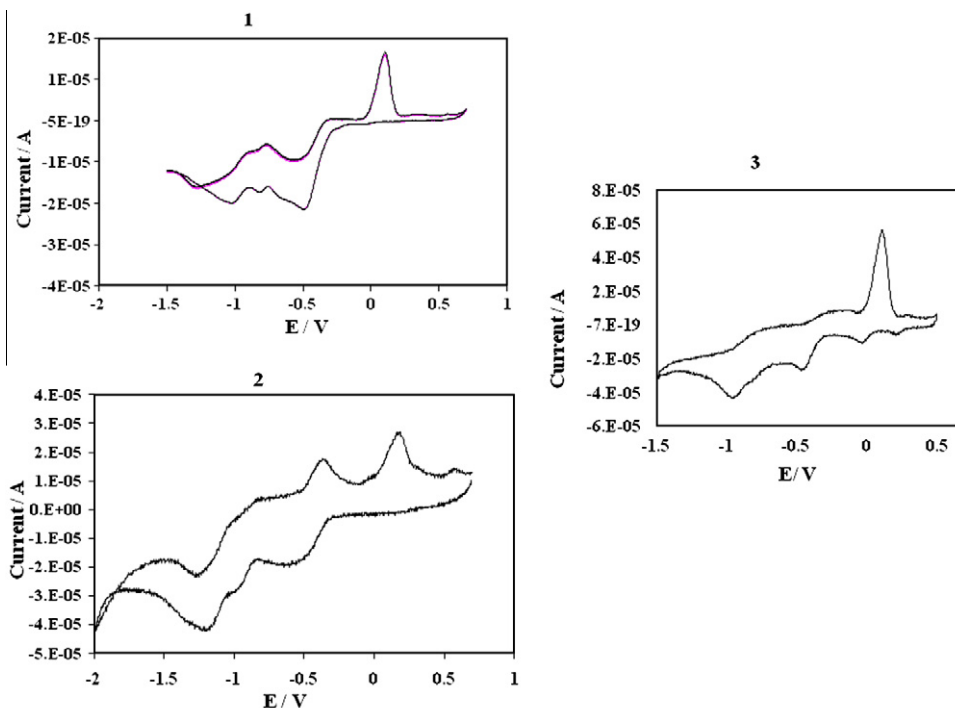 1
2E-05
1E-05
-5E-19
-1E-05
-2E-05
-3E-05
-4E-05
Current / A
-2 -1.5 -1 -0.5 0 0.5 1
E / V
2
4.E-05
3.E-05
2.E-05
1.E-05
0.E+00
-1.E-05
-2.E-05
-3.E-05
-4.E-05
-5.E-05
Current / A
-2 -1.5 -1 -0.5 0 0.5 1
E / V
3
8.E-05
6.E-05
4.E-05
2.E-05
-7.E-19
-2.E-05
-4.E-05
-6.E-05
Current / A
-1.5 -1 -0.5 0 0.5
E/ V